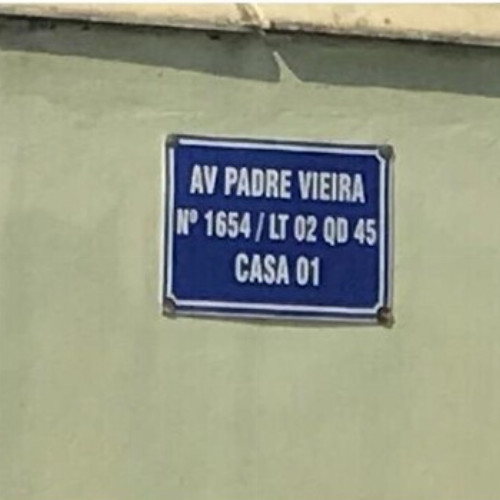 AV PADRE VIEIRA
Nº 1654 / LT 02 QD 45
CASA 01